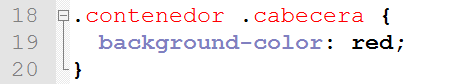 18 .contenedor .cabecera {
19 background-color: red;
20 }